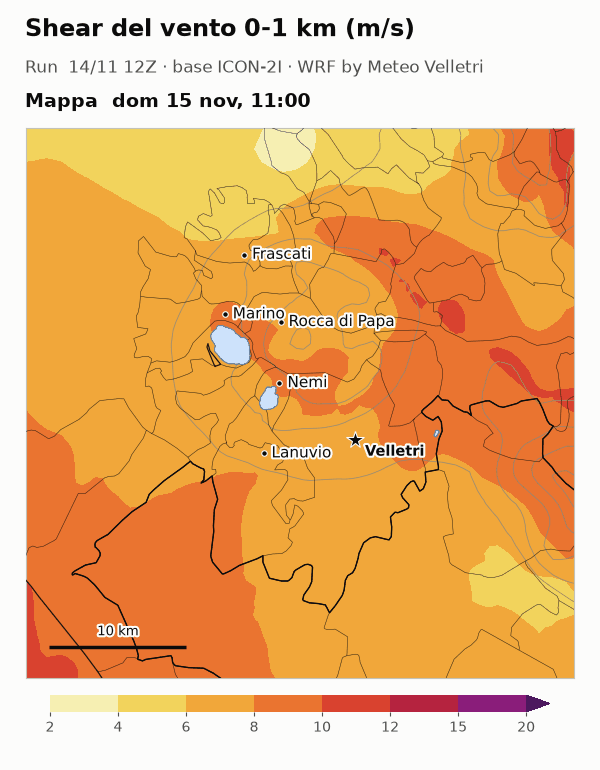 Shear del vento 0-1 km (m/s)
Run  14/11 12Z · base ICON-2I · WRF by Meteo Velletri
Mappa  dom 15 nov, 11:00
Frascati
Marino
Rocca di Papa
Nemi
Velletri
Lanuvio
10 km
2 4 6 8 10 12 15 20